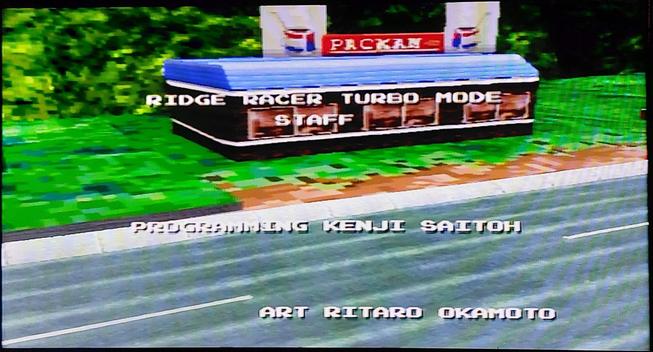 PACKAN
RIDGE RACER TURBO MODE
STAFF
PROGRAMMING KENJI SAITOH
ART RITARO OKAMOTO